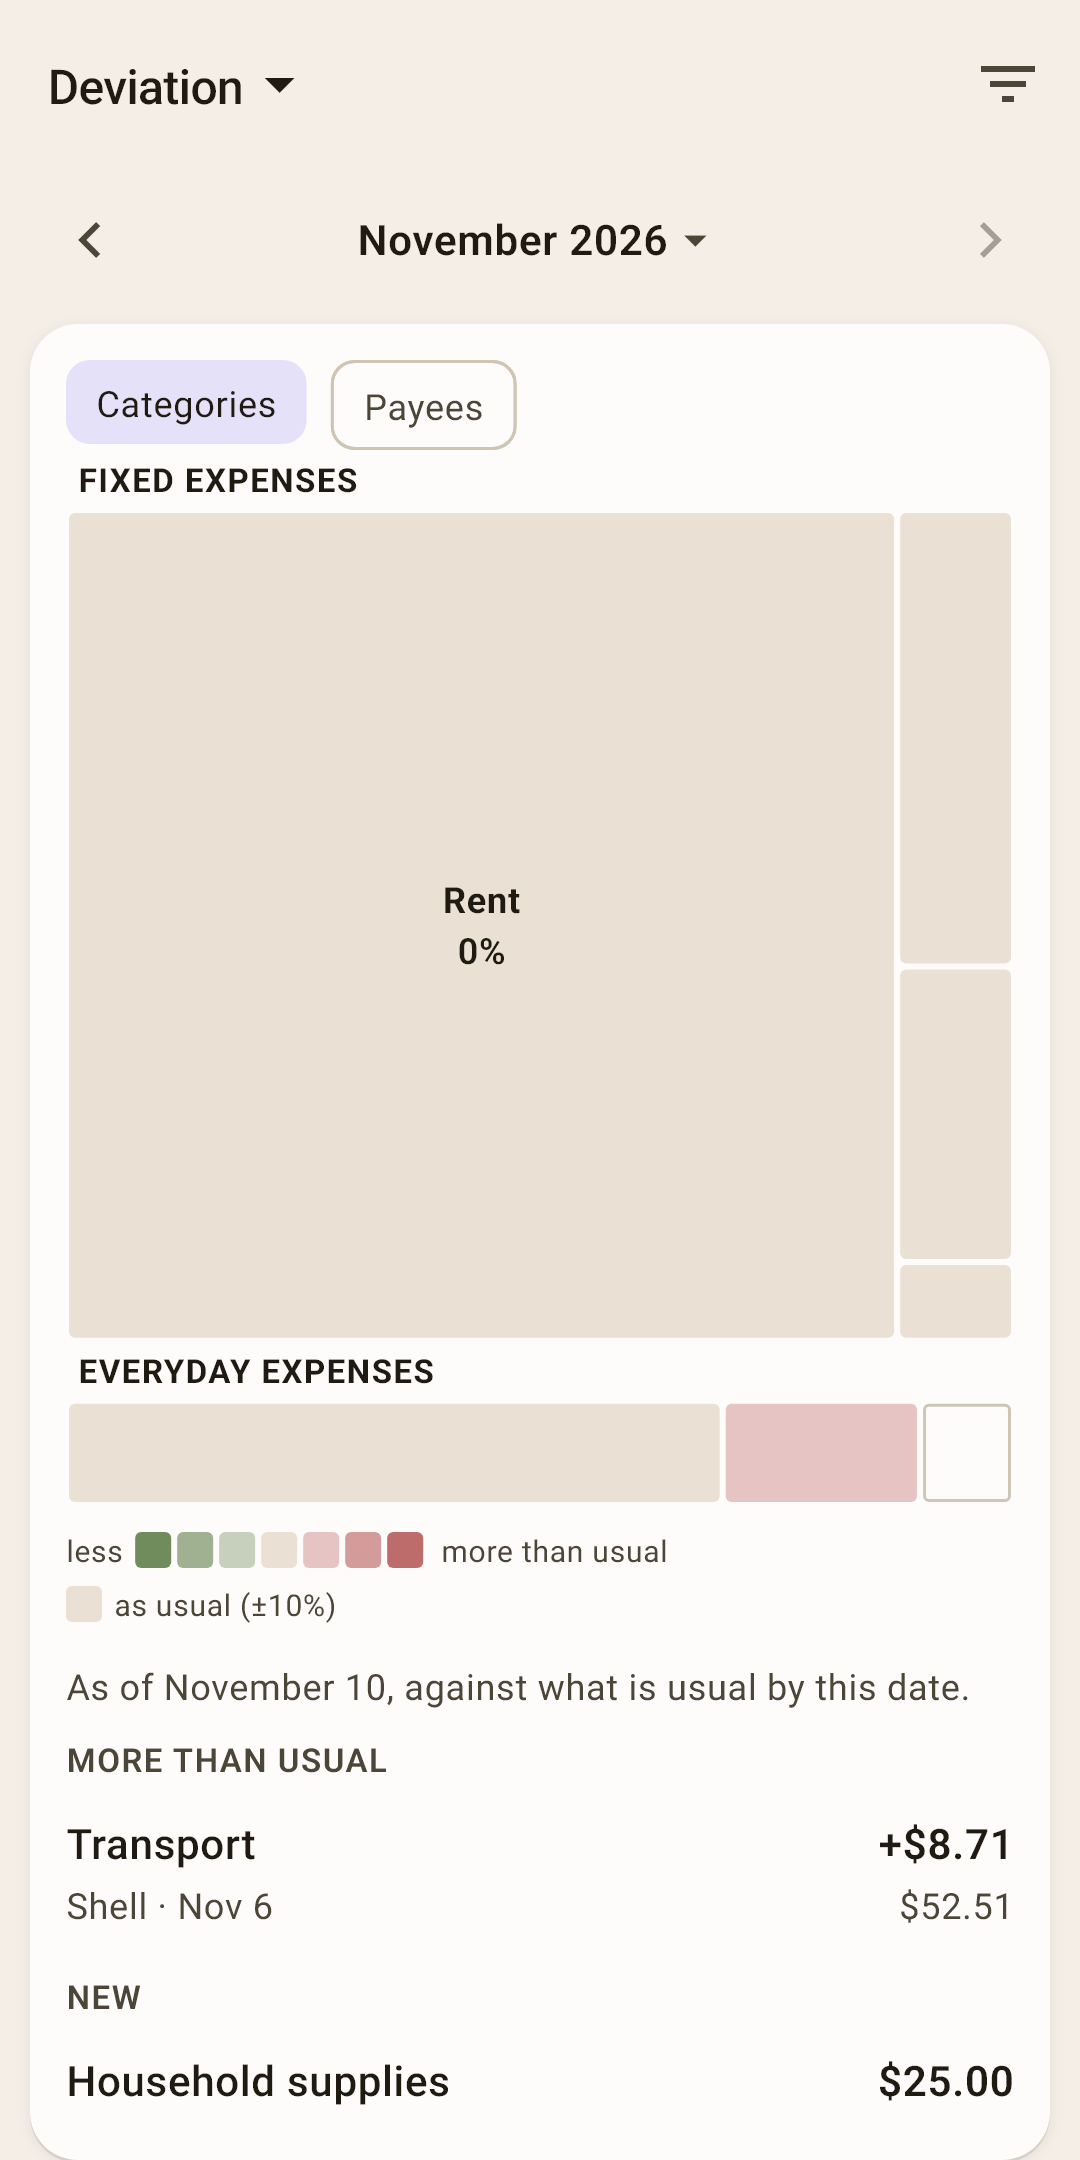 Deviation
November 2026
Categories
Payees
FIXED EXPENSES
Rent
0%
EVERYDAY EXPENSES
less
more than usual
as usual (±10%)
As of November 10, against what is usual by this date.
MORE THAN USUAL
Transport
+$8.71
Shell · Nov 6
$52.51
NEW
Household supplies
$25.00